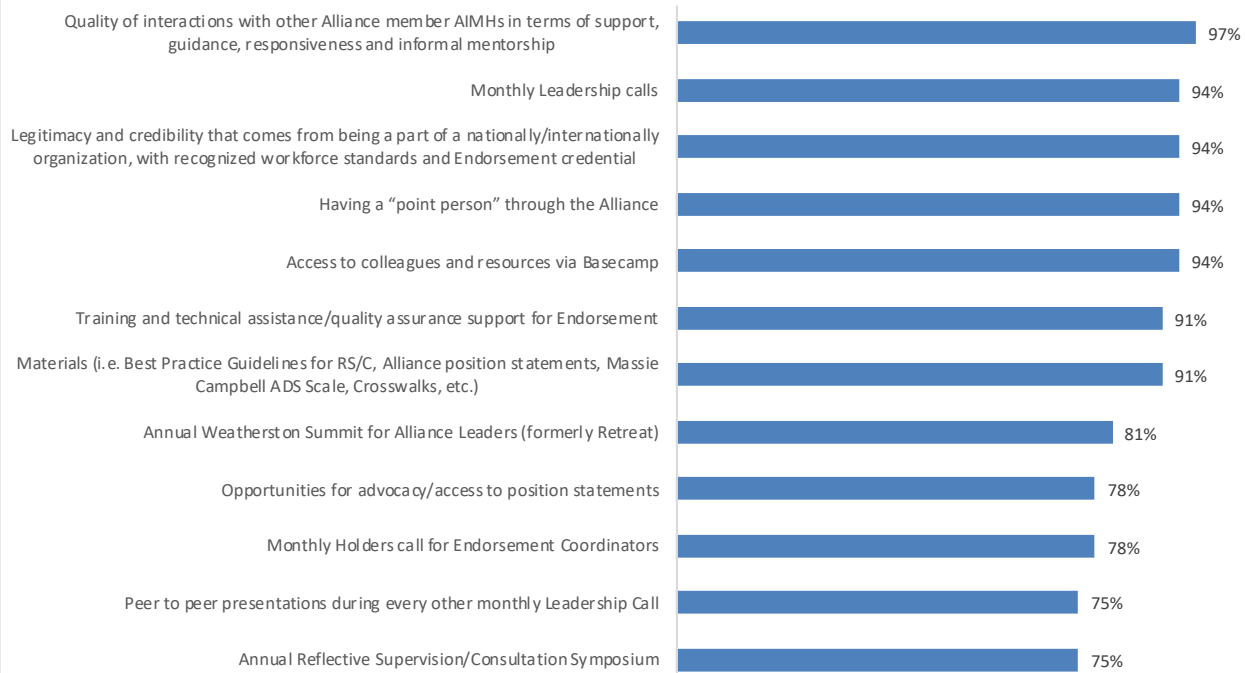 Quality of interactions with other Alliance member AIMHs in terms of support,
guidance, responsiveness and informal mentorship
97%
Monthly Leadership calls
94%
Legitimacy and credibility that comes from being a part of a nationally/internationally
organization, with recognized workforce standards and Endorsement credential
94%
Having a “point person” through the Alliance
94%
Access to colleagues and resources via Basecamp
94%
Training and technical assistance/quality assurance support for Endorsement
91%
Materials (i.e. Best Practice Guidelines for RS/C, Alliance position statements, Massie
Campbell ADS Scale, Crosswalks, etc.)
91%
Annual Weatherston Summit for Alliance Leaders (formerly Retreat)
81%
Opportunities for advocacy/access to position statements
78%
Monthly Holders call for Endorsement Coordinators
78%
Peer to peer presentations during every other monthly Leadership Call
75%
Annual Reflective Supervision/Consultation Symposium
75%